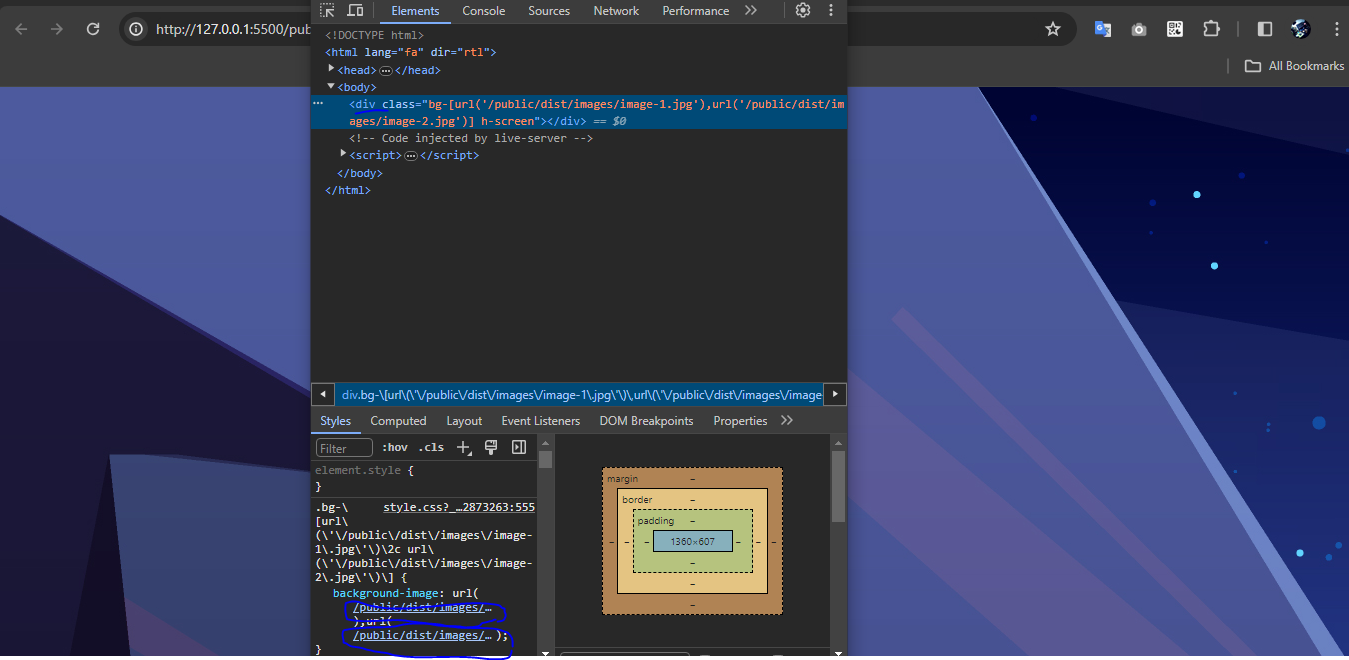 Elements Console Sources Network Performance
http://127.0.0.1:5500/pub
All Bookmarks
<!DOCTYPE html>
<html lang="fa" dir="rtl">
<head> </head>
<body>
<div class="bg-[url('/public/dist/images/image-1.jpg'),url('/public/dist/im
ages/image-2.jpg')] h-screen"></div> == $0
<!-- Code injected by live-server -->
<script> </script>
</body>
</html>
div.bg-\[url\(\'\/public\/dist\/images\/image-1\.jpg\'\)\,url\(\'\/public\/dist\/images\/image
Styles Computed Layout Event Listeners DOM Breakpoints Properties
Filter :hov .cls
element.style {
}
.bg-\ style.css?_…2873263:555
[url\
(\'\/public\/dist\/images\/image-
1\.jpg\'\)\2c url\
(\'\/public\/dist\/images\/image-
2\.jpg\'\)\] {
background-image: url(
/public/dist/images/…
),url(
/public/dist/images/… );
}
margin –
border –
padding –
– – – 1360×607 – – –
–
–
–